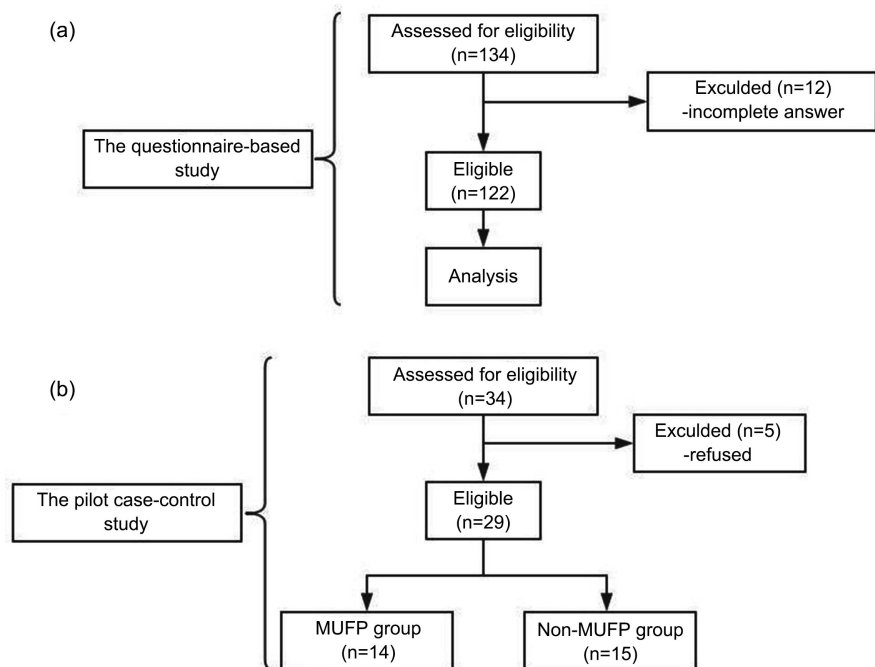 (a)
Assessed for eligibility
(n=134)
Exculded (n=12)
-incomplete answer
The questionnaire-based
study
Eligible
(n=122)
Analysis
(b)
Assessed for eligibility
(n=34)
Exculded (n=5)
-refused
The pilot case-control
study
Eligible
(n=29)
MUFP group
(n=14)
Non-MUFP group
(n=15)